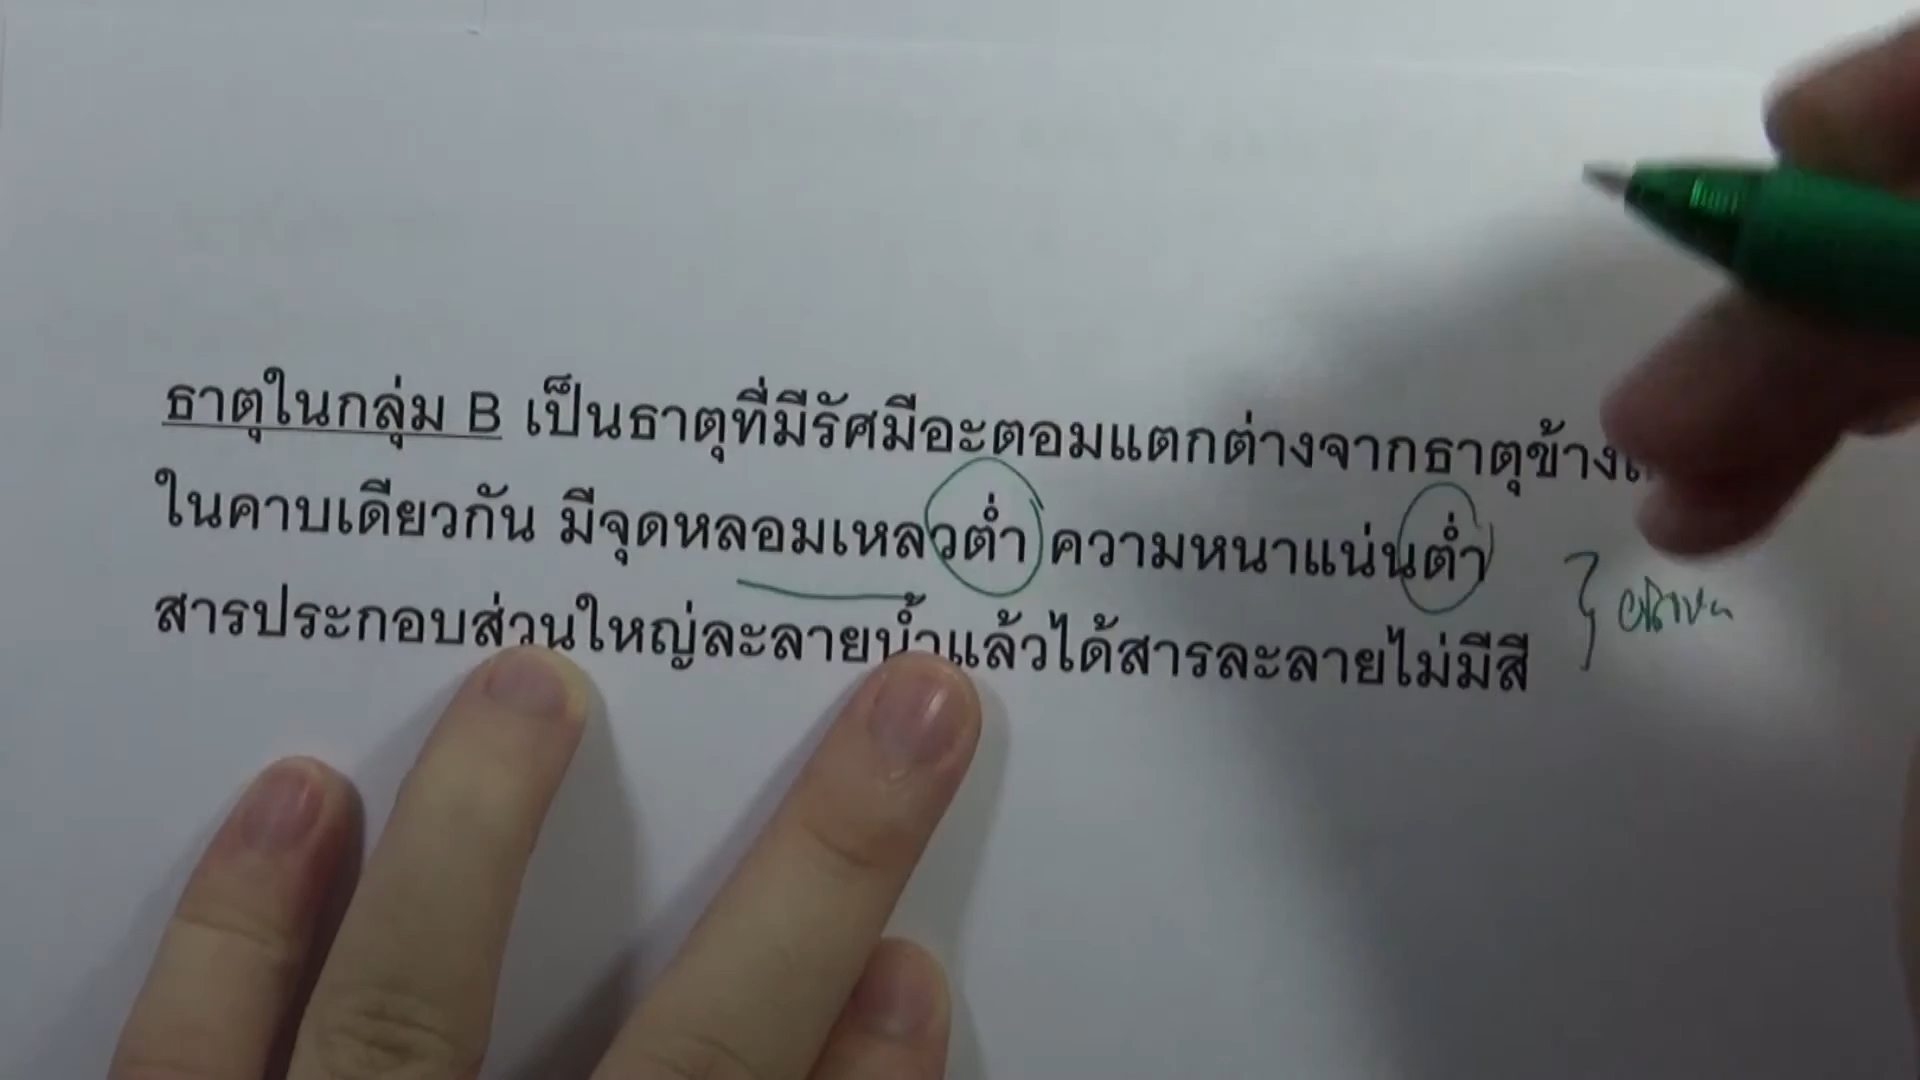 ธาตุในกลุ่ม B เป็นธาตุที่มีรัศมีอะตอมแตกต่างจากธาตุข้าง
ในคาบเดียวกัน มีจุดหลอมเหลวต่ำ ความหนาแน่นต่ำ
สารประกอบส่วนใหญ่ละลายน้ำแล้วได้สารละลายไม่มีสี